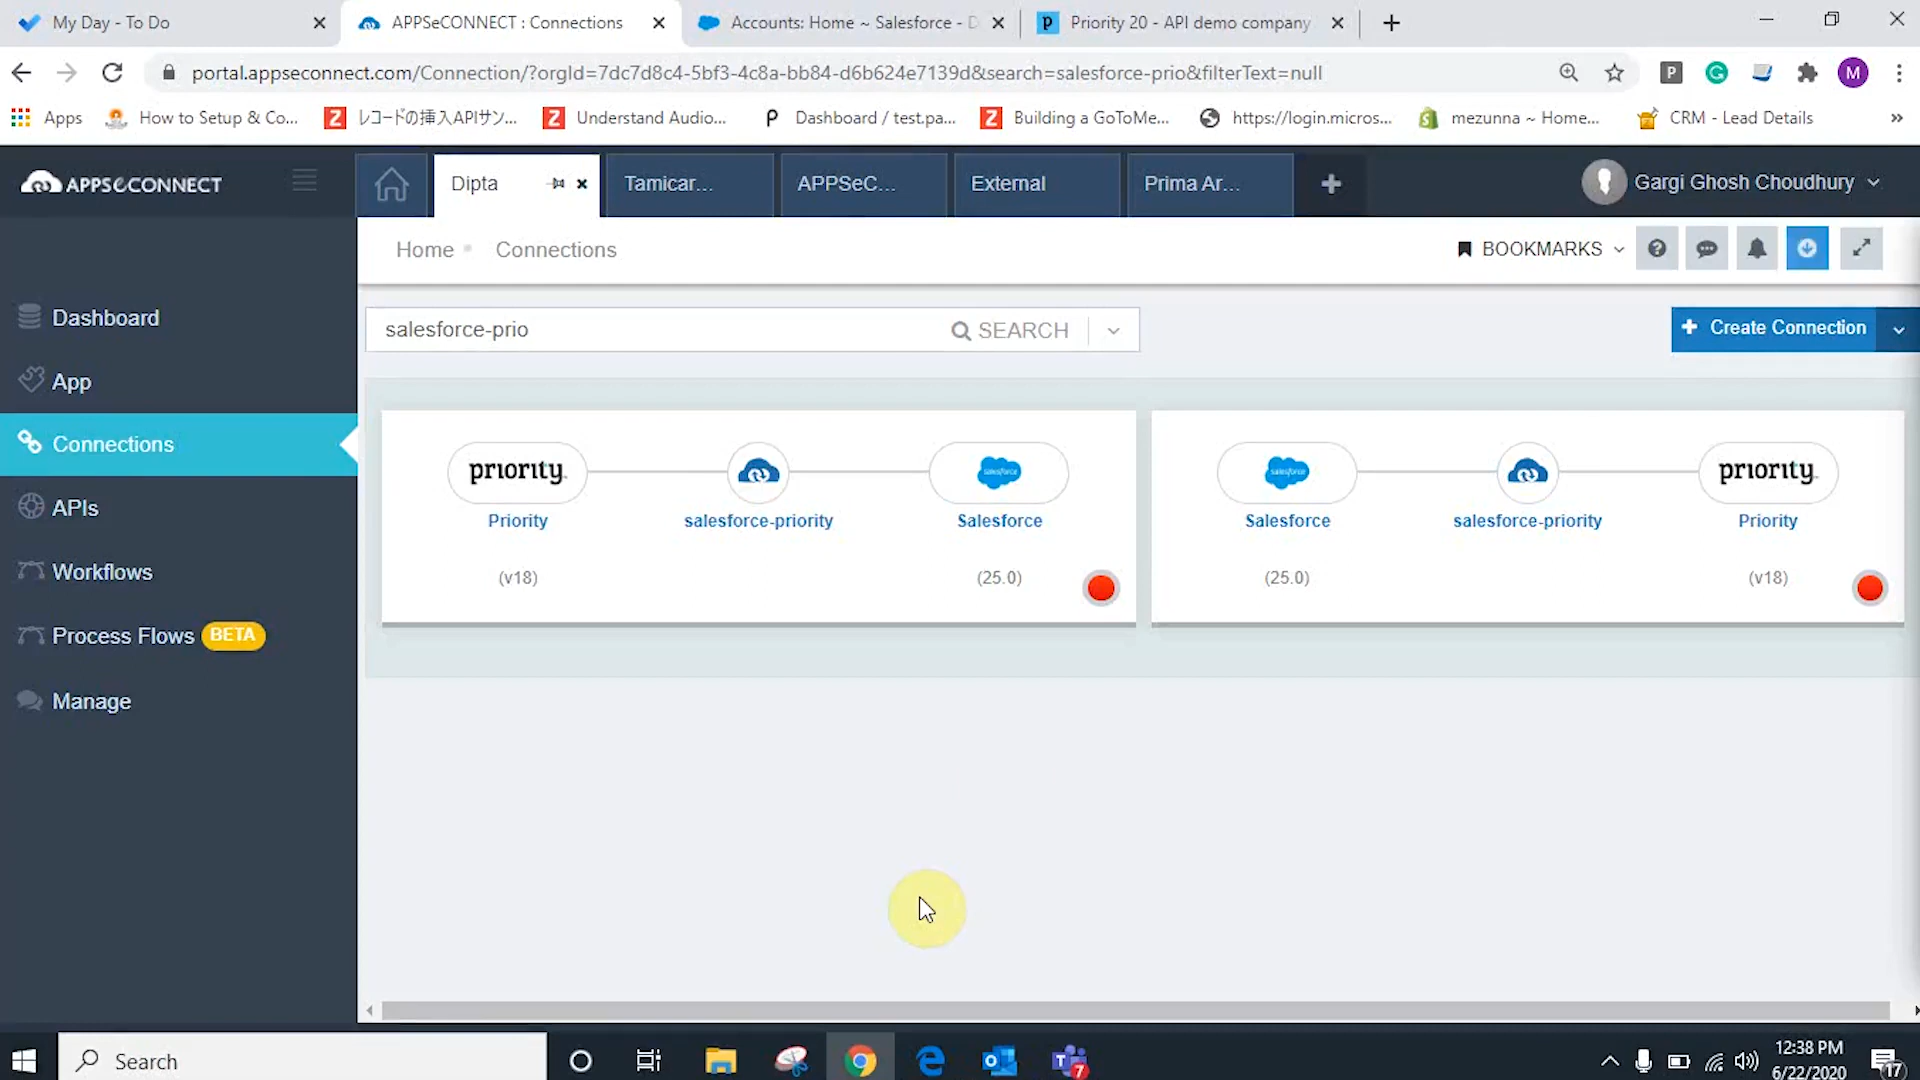 My Day - To Do
APPSeCONNECT : Connections
Accounts: Home ~ Salesforce - D
Priority 20 - API demo company
portal.appseconnect.com/Connection/?orgId=7dc7d8c4-5bf3-4c8a-bb84-d6b624e7139d&search=salesforce-prio&filterText=null
P
M
Apps
How to Setup & Co...
レコードの挿入APIサン...
Understand Audio...
Dashboard / test.pa...
Building a GoToMe...
https://login.micros...
mezunna ~ Home...
CRM - Lead Details
»
APPSeCONNECT
Dipta
Tamicar...
APPSeC...
External
Prima Ar...
Gargi Ghosh Choudhury
Home
Connections
BOOKMARKS
salesforce-prio
SEARCH
Create Connection
Dashboard
App
Connections
APIs
Workflows
Process Flows BETA
Manage
priority
salesforce
salesforce
priority
Priority
salesforce-priority
Salesforce
Salesforce
salesforce-priority
Priority
(v18)
(25.0)
(25.0)
(v18)
Search
7
12:38 PM
6/22/2020
17